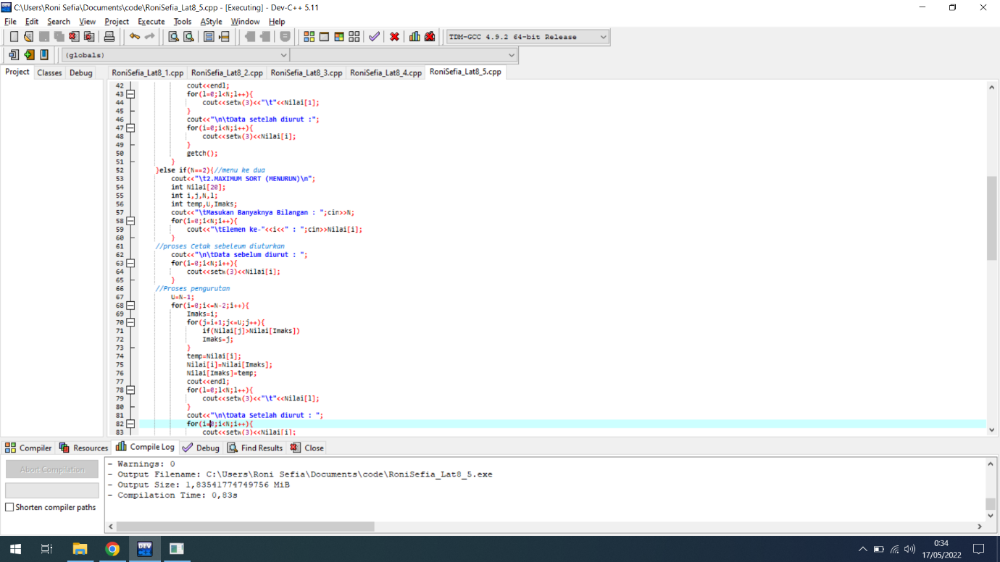 C:\Users\Roni Sefia\Documents\code\RoniSefia_Lat8_5.cpp - [Executing] - Dev-C++ 5.11
File Edit Search View Project Execute Tools AStyle Window Help
TDM-GCC 4.9.2 64-bit Release
(globals)
Project Classes Debug RoniSefia_Lat8_1.cpp RoniSefia_Lat8_2.cpp RoniSefia_Lat8_3.cpp RoniSefia_Lat8_4.cpp RoniSefia_Lat8_5.cpp
42 cout<<endl;
43 for(l=0;l<N;l++){
44 cout<<setw(3)<<"\t"<<Nilai[1];
45 }
46 cout<<"\n\tData setelah diurut :";
47 for(i=0;i<N;i++){
48 cout<<setw(3)<<Nilai[i];
49 }
50 getch();
51 }
52 }else if(N==2){//menu ke dua
53 cout<<"\t2.MAXIMUM SORT (MENURUN)\n";
54 int Nilai[20];
55 int i,j,N,l;
56 int temp,U,Imaks;
57 cout<<"\tMasukan Banyaknya Bilangan : ";cin>>N;
58 for(i=0;i<N;i++){
59 cout<<"\tElemen ke-"<<i<<" : ";cin>>Nilai[i];
60 }
61 //proses Cetak sebeleum diuturkan
62 cout<<"\n\tData sebelum diurut : ";
63 for(i=0;i<N;i++){
64 cout<<setw(3)<<Nilai[i];
65 }
66 //Proses pengurutan
67 U=N-1;
68 for(i=0;i<=N-2;i++){
69 Imaks=i;
70 for(j=i+1;j<=U;j++){
71 if(Nilai[j]>Nilai[Imaks])
72 Imaks=j;
73 }
74 temp=Nilai[i];
75 Nilai[i]=Nilai[Imaks];
76 Nilai[Imaks]=temp;
77 cout<<endl;
78 for(l=0;l<N;l++){
79 cout<<setw(3)<<"\t"<<Nilai[l];
80 }
81 cout<<"\n\tData Setelah diurut : ";
82 for(i=0;i<N;i++){
83 cout<<setw(3)<<Nilai[i];
Compiler Resources Compile Log Debug Find Results Close
Abort Compilation
Shorten compiler paths
- Warnings: 0
- Output Filename: C:\Users\Roni Sefia\Documents\code\RoniSefia_Lat8_5.exe
- Output Size: 1,83541774749756 MiB
- Compilation Time: 0,83s
DEV
0:34
17/05/2022